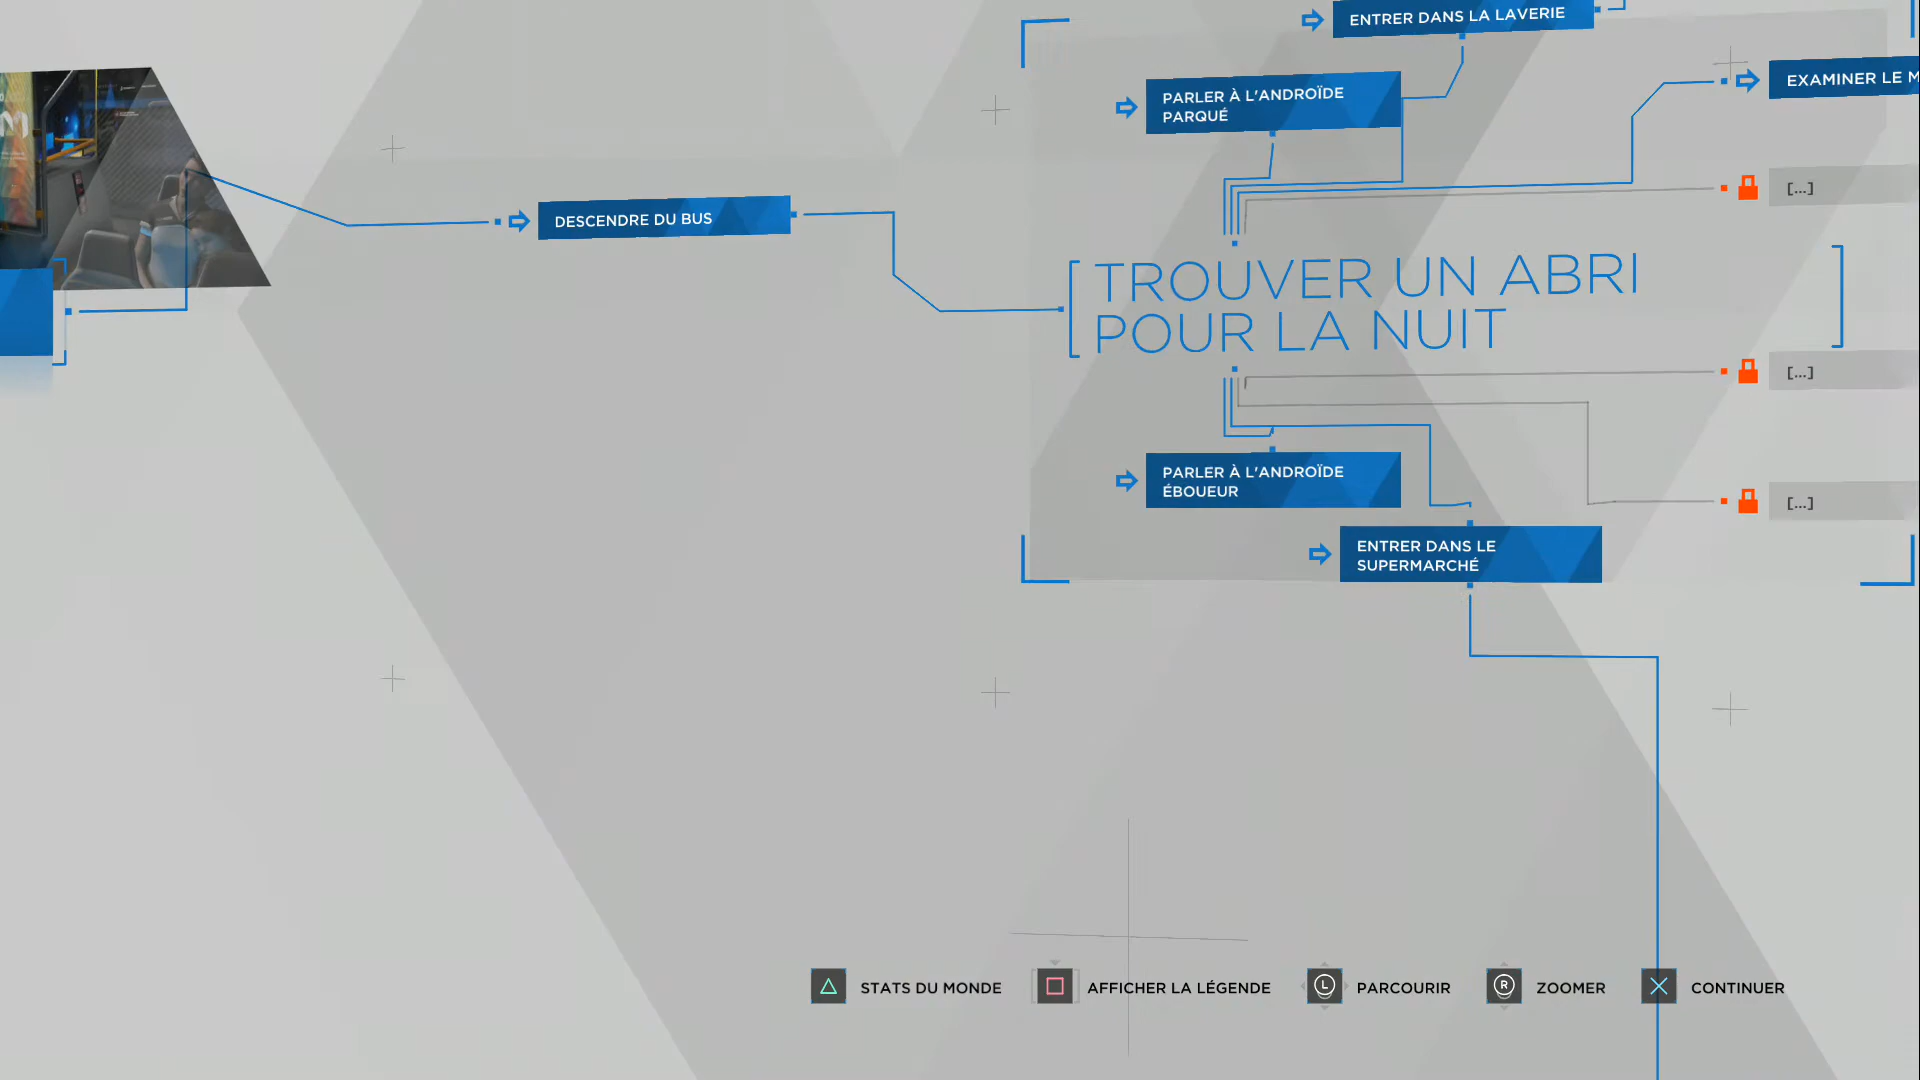 ENTRER DANS LA LAVERIE
EXAMINER LE M
PARLER À L'ANDROÏDE
PARQUÉ
[...]
DESCENDRE DU BUS
TROUVER UN ABRI
POUR LA NUIT
[...]
PARLER À L'ANDROÏDE
ÉBOUEUR
[...]
ENTRER DANS LE
SUPERMARCHÉ
STATS DU MONDE
AFFICHER LA LÉGENDE
L
PARCOURIR
R
ZOOMER
CONTINUER